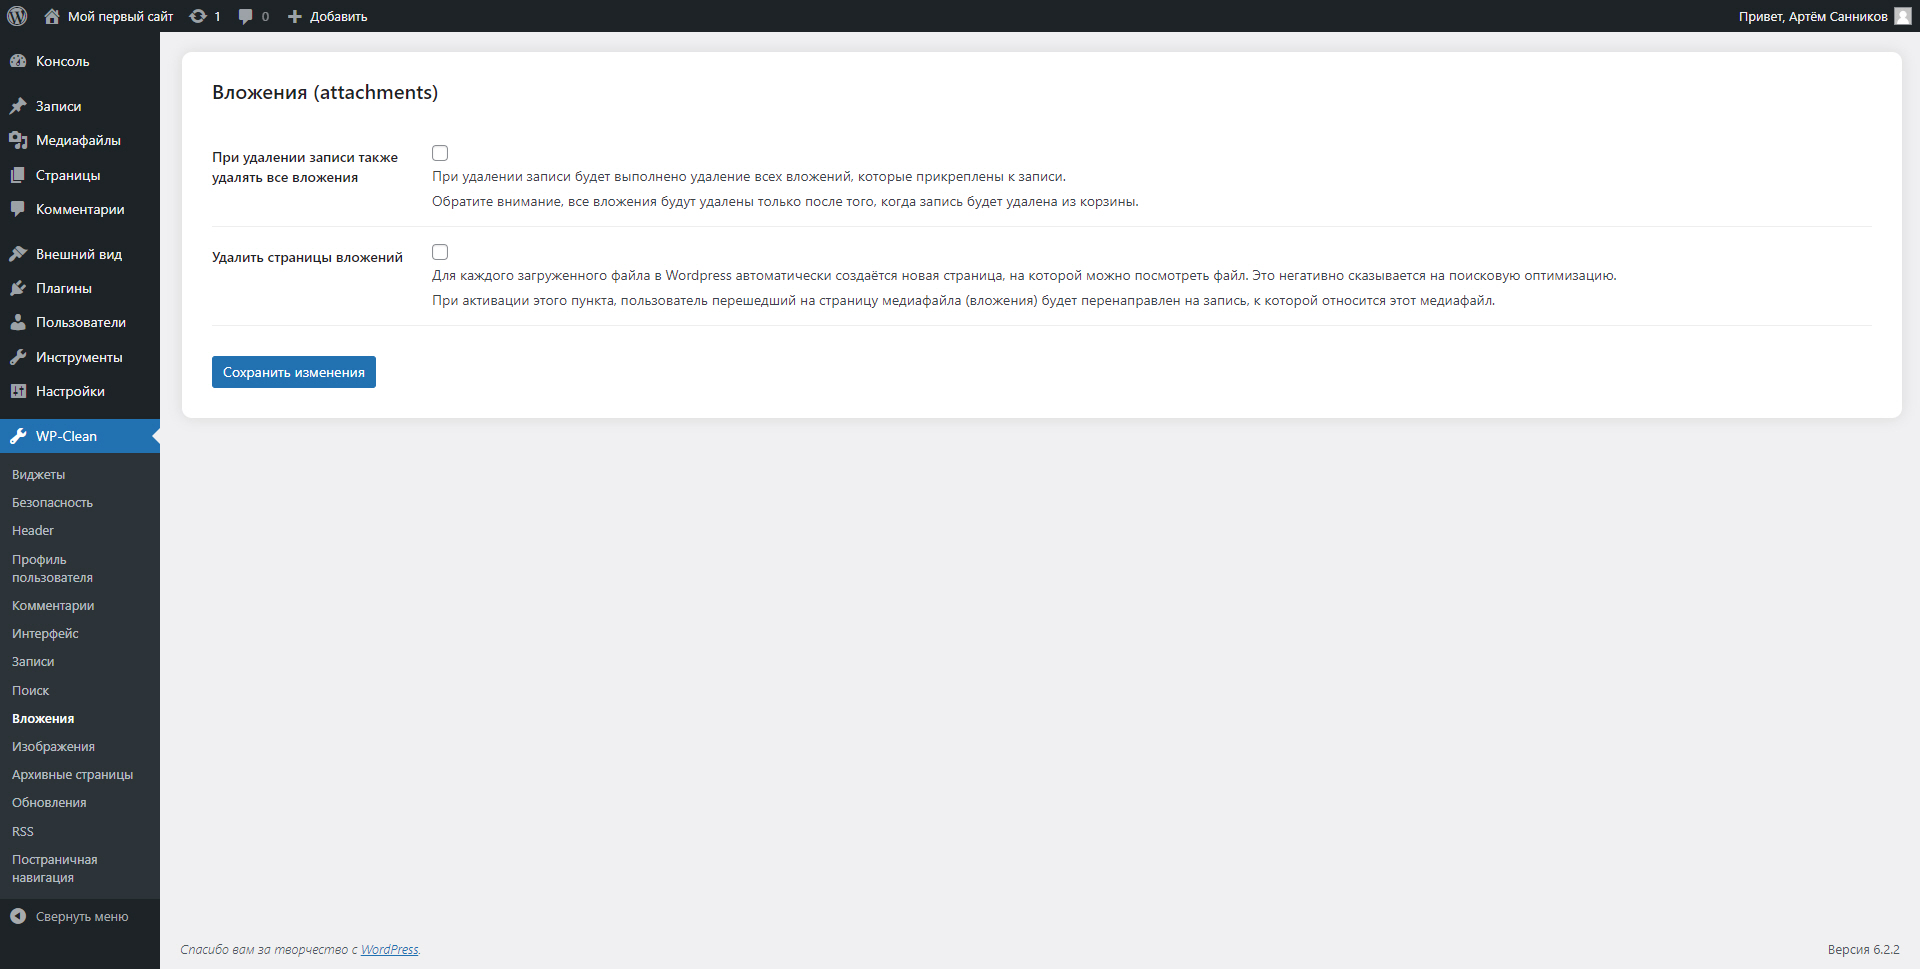 Мой первый сайт
1
0
Добавить
Привет, Артём Санников
Консоль
Записи
Медиафайлы
Страницы
Комментарии
Внешний вид
Плагины
Пользователи
Инструменты
Настройки
WP-Clean
Виджеты
Безопасность
Header
Профиль
пользователя
Комментарии
Интерфейс
Записи
Поиск
Вложения
Изображения
Архивные страницы
Обновления
RSS
Постраничная
навигация
Свернуть меню
Вложения (attachments)
При удалении записи также
удалять все вложения
При удалении записи будет выполнено удаление всех вложений, которые прикреплены к записи.
Обратите внимание, все вложения будут удалены только после того, когда запись будет удалена из корзины.
Удалить страницы вложений
Для каждого загруженного файла в Wordpress автоматически создаётся новая страница, на которой можно посмотреть файл. Это негативно сказывается на поисковую оптимизацию.
При активации этого пункта, пользователь перешедший на страницу медиафайла (вложения) будет перенаправлен на запись, к которой относится этот медиафайл.
Сохранить изменения
Спасибо вам за творчество с WordPress.
Версия 6.2.2